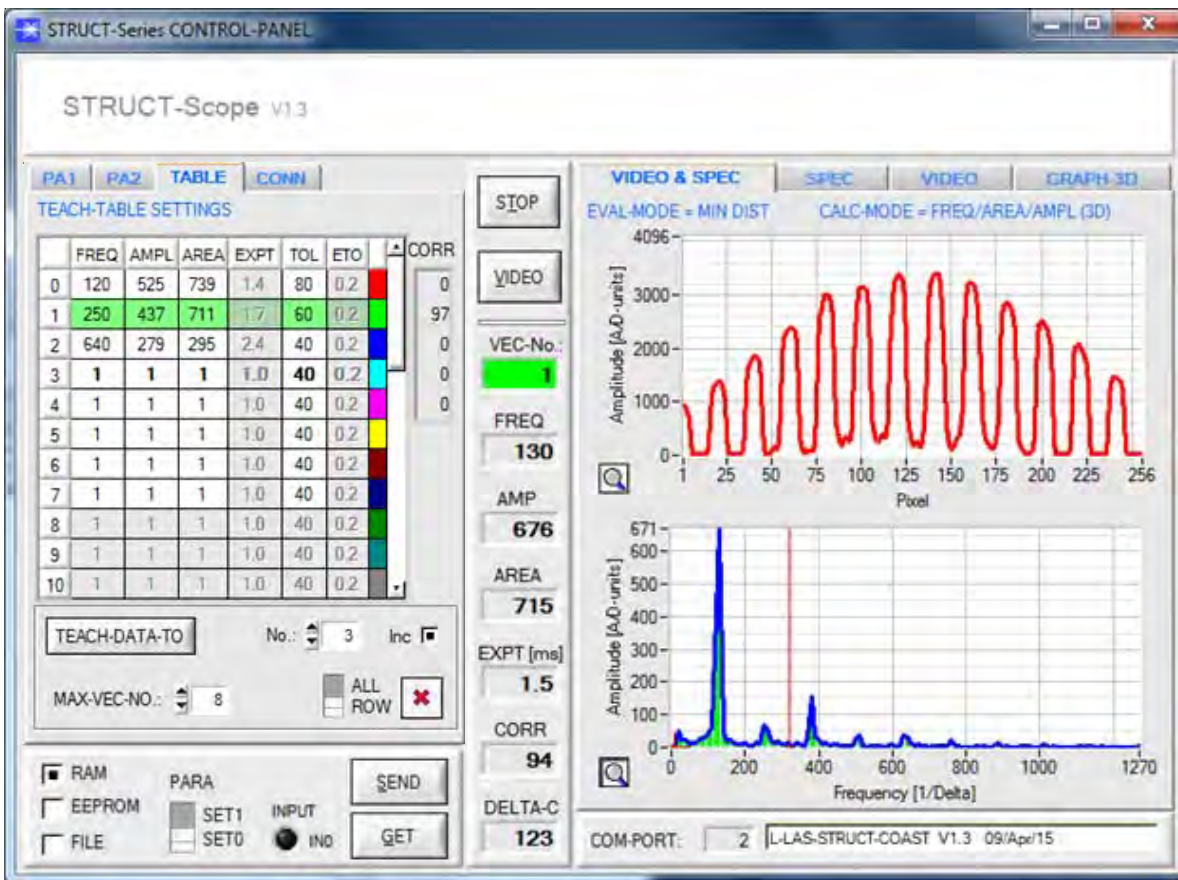 STRUCT-Series CONTROL-PANEL
STRUCT-Scope V1.3
PA1 PA2 TABLE CONN
TEACH-TABLE SETTINGS
FREQ AMPL AREA EXPT TOL ETO CORR
0 120 525 739 1.4 80 0.2 0
1 250 437 711 1.7 60 0.2 97
2 640 279 295 2.4 40 0.2 0
3 1 1 1 1.0 40 0.2 0
4 1 1 1 1.0 40 0.2 0
5 1 1 1 1.0 40 0.2
6 1 1 1 1.0 40 0.2
7 1 1 1 1.0 40 0.2
8 1 1 1 1.0 40 0.2
9 1 1 1 1.0 40 0.2
10 1 1 1 1.0 40 0.2
TEACH-DATA-TO No.: 3 Inc
MAX-VEC-NO.: 8 ALL
ROW
RAM
EEPROM
FILE
PARA
SET1
SET0
INPUT
IN0
SEND
GET
STOP
VIDEO
VEC-No.:
1
FREQ
130
AMP
676
AREA
715
EXPT [ms]
1.5
CORR
94
DELTA-C
123
VIDEO & SPEC SPEC VIDEO GRAPH-3D
EVAL-MODE = MIN DIST CALC-MODE = FREQ/AREA/AMPL (3D)
Amplitude [A/D-units]
4096
3000
2000
1000
0
1 25 50 75 100 125 150 175 200 225 256
Pixel
Amplitude [A/D-units]
671
600
500
400
300
200
100
0
0 200 400 600 800 1000 1270
Frequency [1/Delta]
COM-PORT: 2 L-LAS-STRUCT-COAST V1.3 09/Apr/15